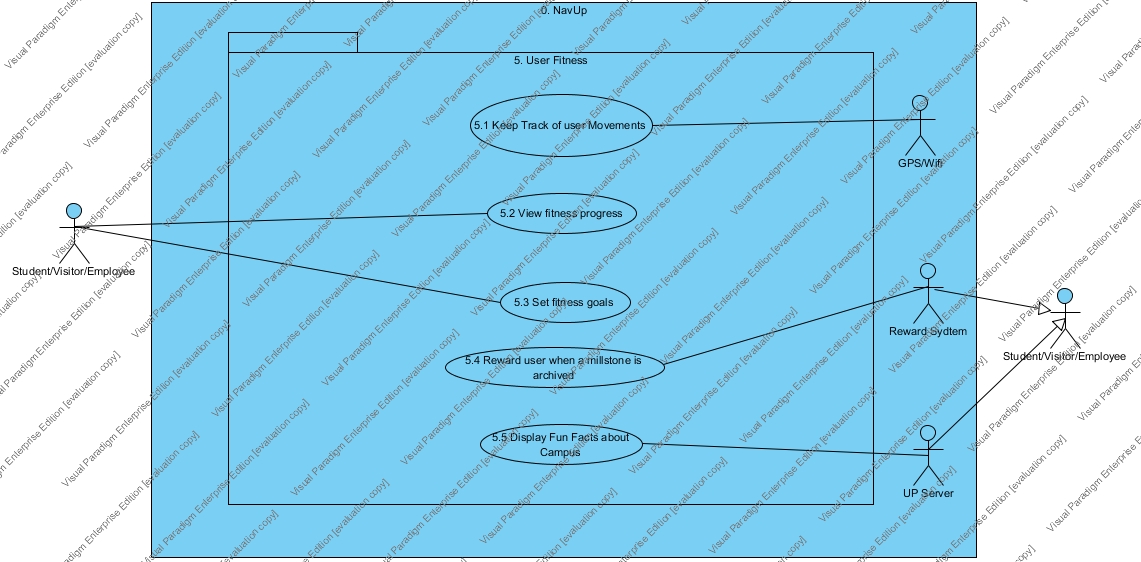 0. NavUp
5. User Fitness
5.1 Keep Track of user Movements
GPS/Wifi
5.2 View fitness progress
Student/Visitor/Employee
5.3 Set fitness goals
Reward Sydtem
Student/Visitor/Employee
5.4 Reward user when a millstone is
archived
5.5 Display Fun Facts about
Campus
UP Server
Visual Paradigm Enterprise Edition [evaluation copy]